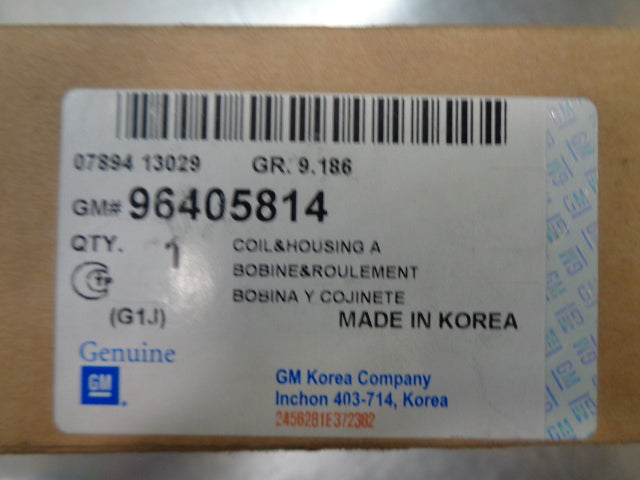 07894 13029 GR. 9.186
GM# 96405814
QTY. 1 COIL&HOUSING A
BOBINE&ROULEMENT
BOSINA Y COJINETE
(G1J) MADE IN KOREA
Genuine
GM
GM Korea Company
Inchon 403-714, Korea
2456281E372382